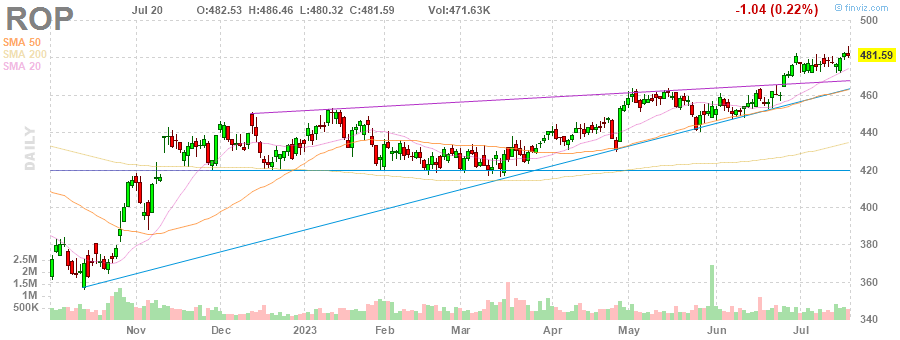 ROP Jul 20 O:482.53 H:486.46 L:480.32 C:481.59 Vol:471.63K -1.04 (0.22%) © finviz.com
SMA 50
SMA 200
SMA 20
DAILY
500
481.59
460
440
420
400
380
360
340
2.5M
2M
1.5M
1M
500K
Nov Dec 2023 Feb Mar Apr May Jun Jul